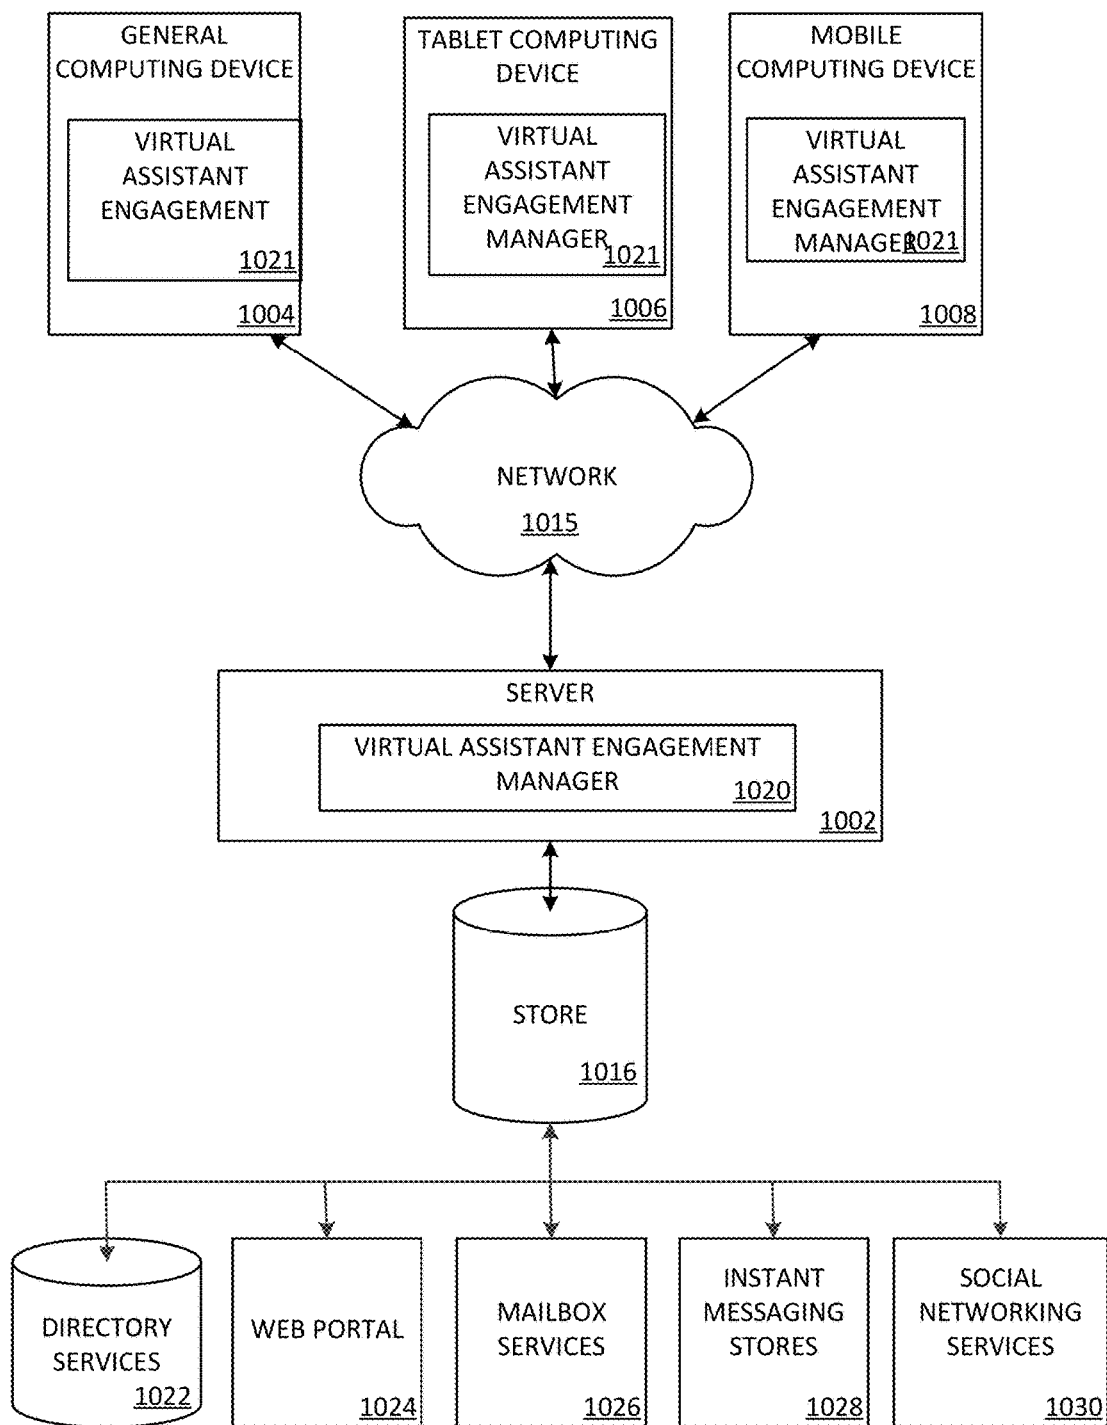 GENERAL
COMPUTING DEVICE
VIRTUAL
ASSISTANT
ENGAGEMENT
1021
1004
TABLET COMPUTING
DEVICE
VIRTUAL
ASSISTANT
ENGAGEMENT
MANAGER
1021
1006
MOBILE
COMPUTING DEVICE
VIRTUAL
ASSISTANT
ENGAGEMENT
MANAGER
1021
1008
NETWORK
1015
SERVER
VIRTUAL ASSISTANT ENGAGEMENT
MANAGER
1020
1002
STORE
1016
DIRECTORY
SERVICES
1022
WEB PORTAL
1024
MAILBOX
SERVICES
1026
INSTANT
MESSAGING
STORES
1028
SOCIAL
NETWORKING
SERVICES
1030